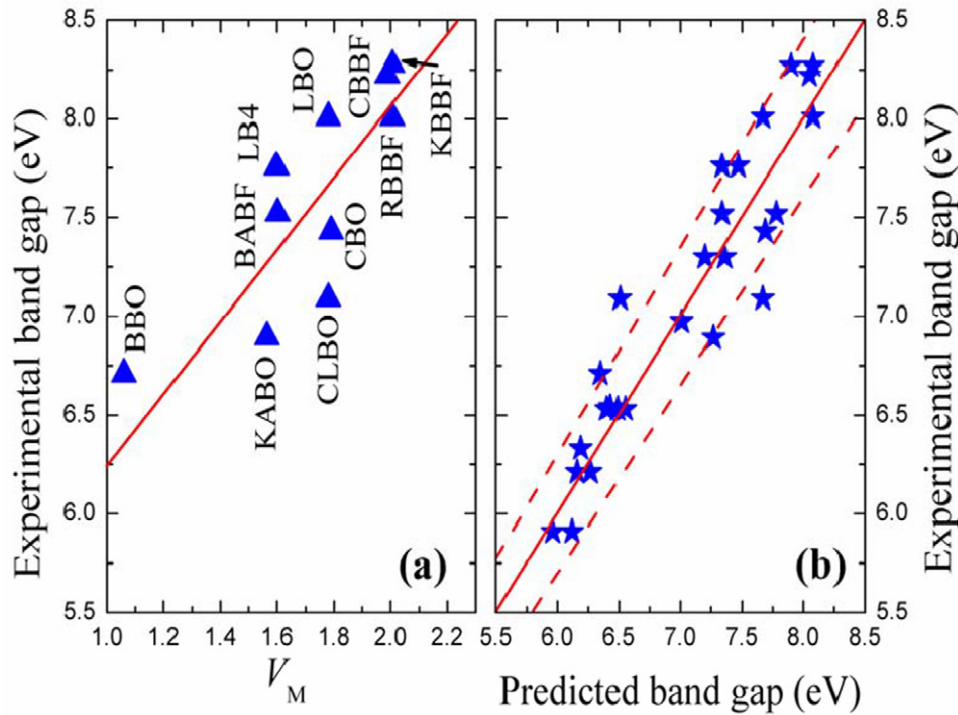 Experimental band gap (eV)
8.5
8.0
7.5
7.0
6.5
6.0
5.5
BBO
BABF
LB4
KABO
LBO
CLBO
CBO
CBBF
RBBF
KBBF
(a)
1.0
1.2
1.4
1.6
1.8
2.0
2.2
V_M
(b)
5.5
6.0
6.5
7.0
7.5
8.0
8.5
Predicted band gap (eV)
8.5
8.0
7.5
7.0
6.5
6.0
5.5
Experimental band gap (eV)